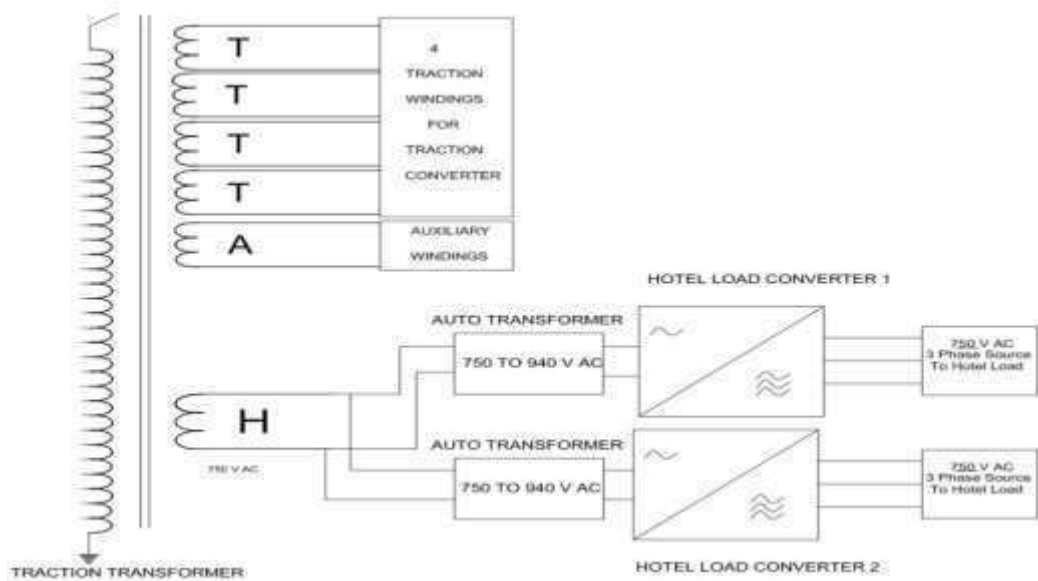 T
T
T
T
A
4
TRACTION
WINDINGS
FOR
TRACTION
CONVERTER
AUXILIARY
WINDINGS
HOTEL LOAD CONVERTER 1
AUTO TRANSFORMER
750 TO 940 V AC
750 V AC
3 Phase Source
To Hotel Load
H
750 V AC
AUTO TRANSFORMER
750 TO 940 V AC
750 V AC
3 Phase Source
To Hotel Load
TRACTION TRANSFORMER
HOTEL LOAD CONVERTER 2